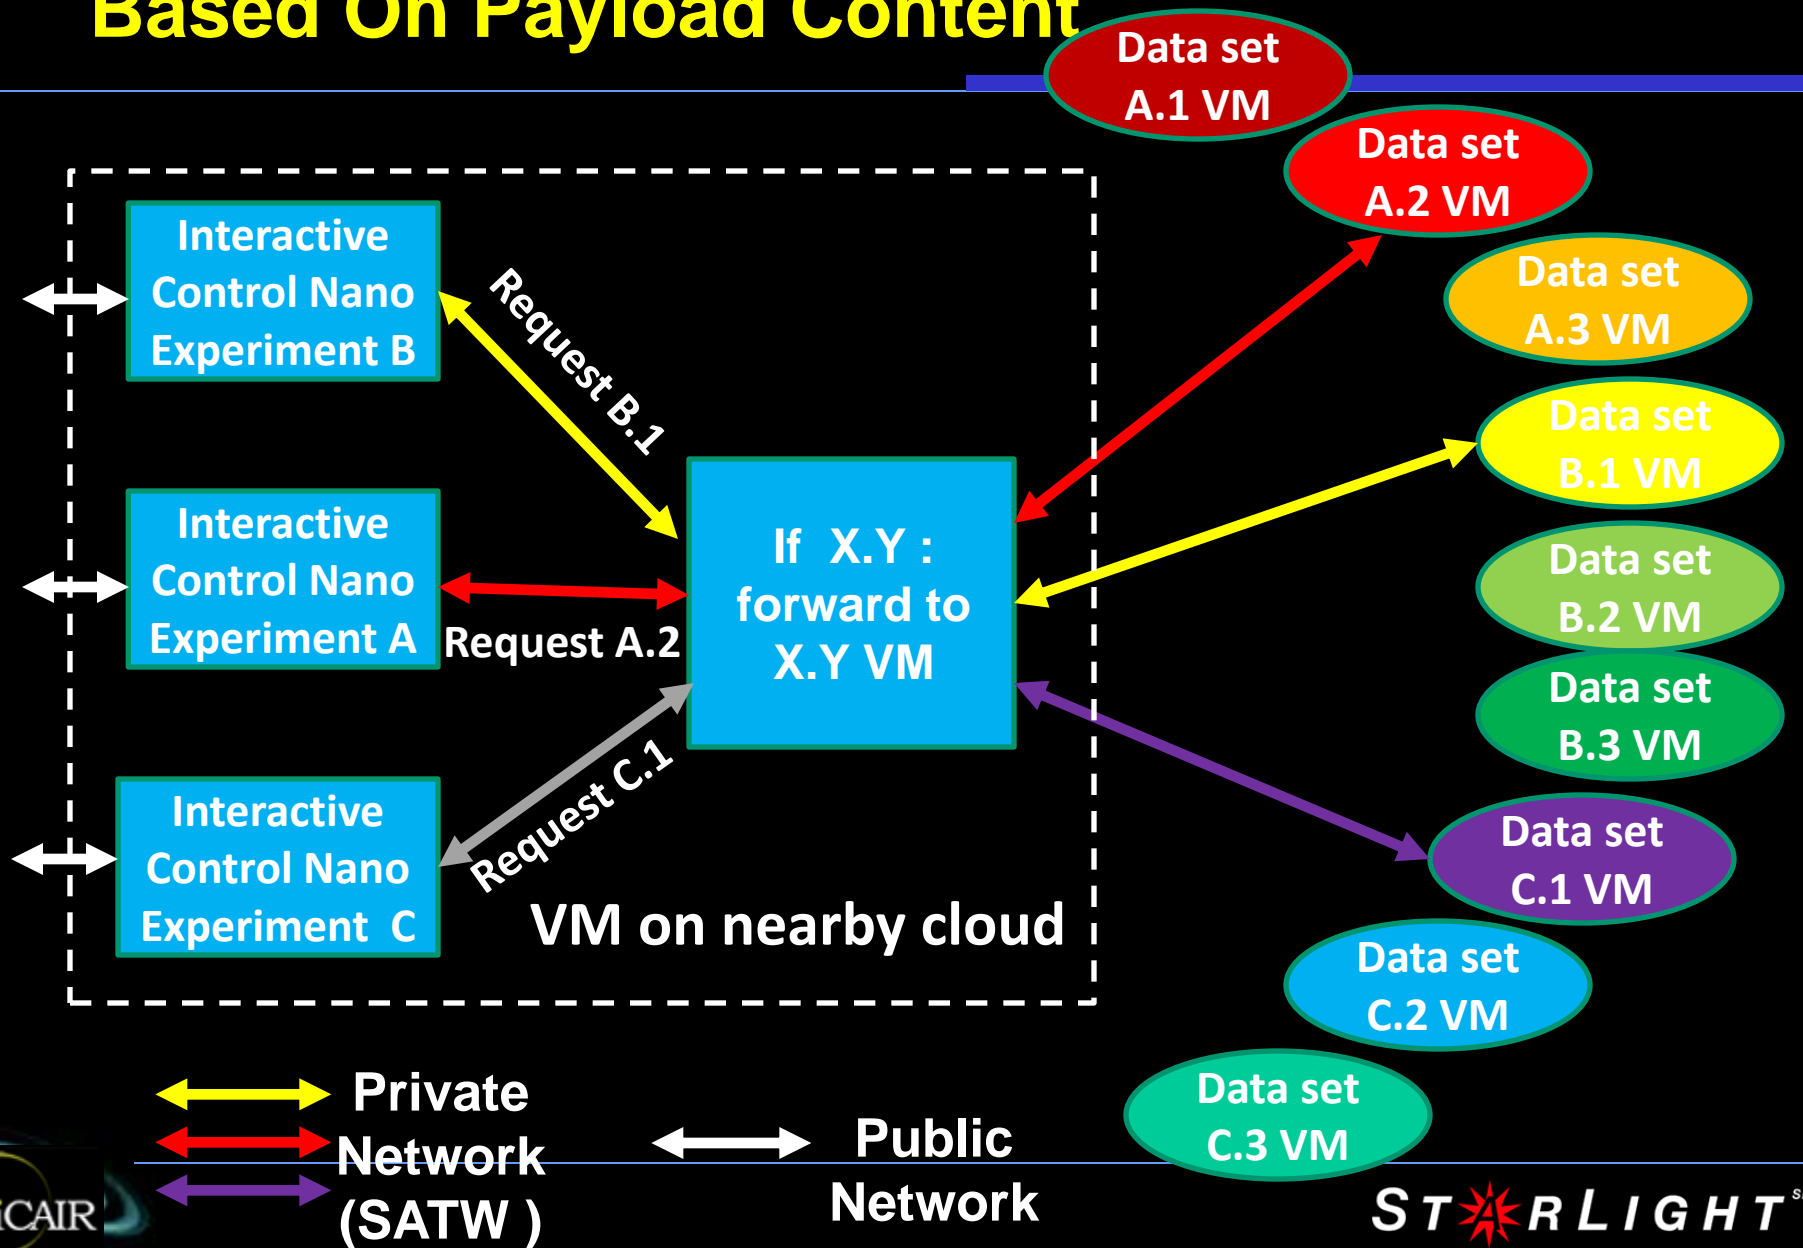 Based On Payload Content
Data set
A.1 VM
Data set
A.2 VM
Data set
A.3 VM
Data set
B.1 VM
Data set
B.2 VM
Data set
B.3 VM
Data set
C.1 VM
Data set
C.2 VM
Data set
C.3 VM
Interactive
Control Nano
Experiment B
Request B.1
Interactive
Control Nano
Experiment A
Request A.2
If X.Y :
forward to
X.Y VM
Interactive
Control Nano
Experiment C
Request C.1
VM on nearby cloud
Private
Network
(SATW )
Public
Network
iCAIR
STARLIGHT